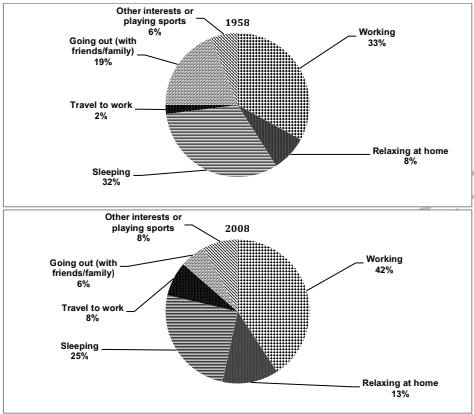 Other interests or
playing sports
6%
1958
Working
33%
Going out (with
friends/family)
19%
Travel to work
2%
Relaxing at home
8%
Sleeping
32%
Other interests or
playing sports
8%
2008
Working
42%
Going out (with
friends/family)
6%
Travel to work
8%
Sleeping
25%
Relaxing at home
13%